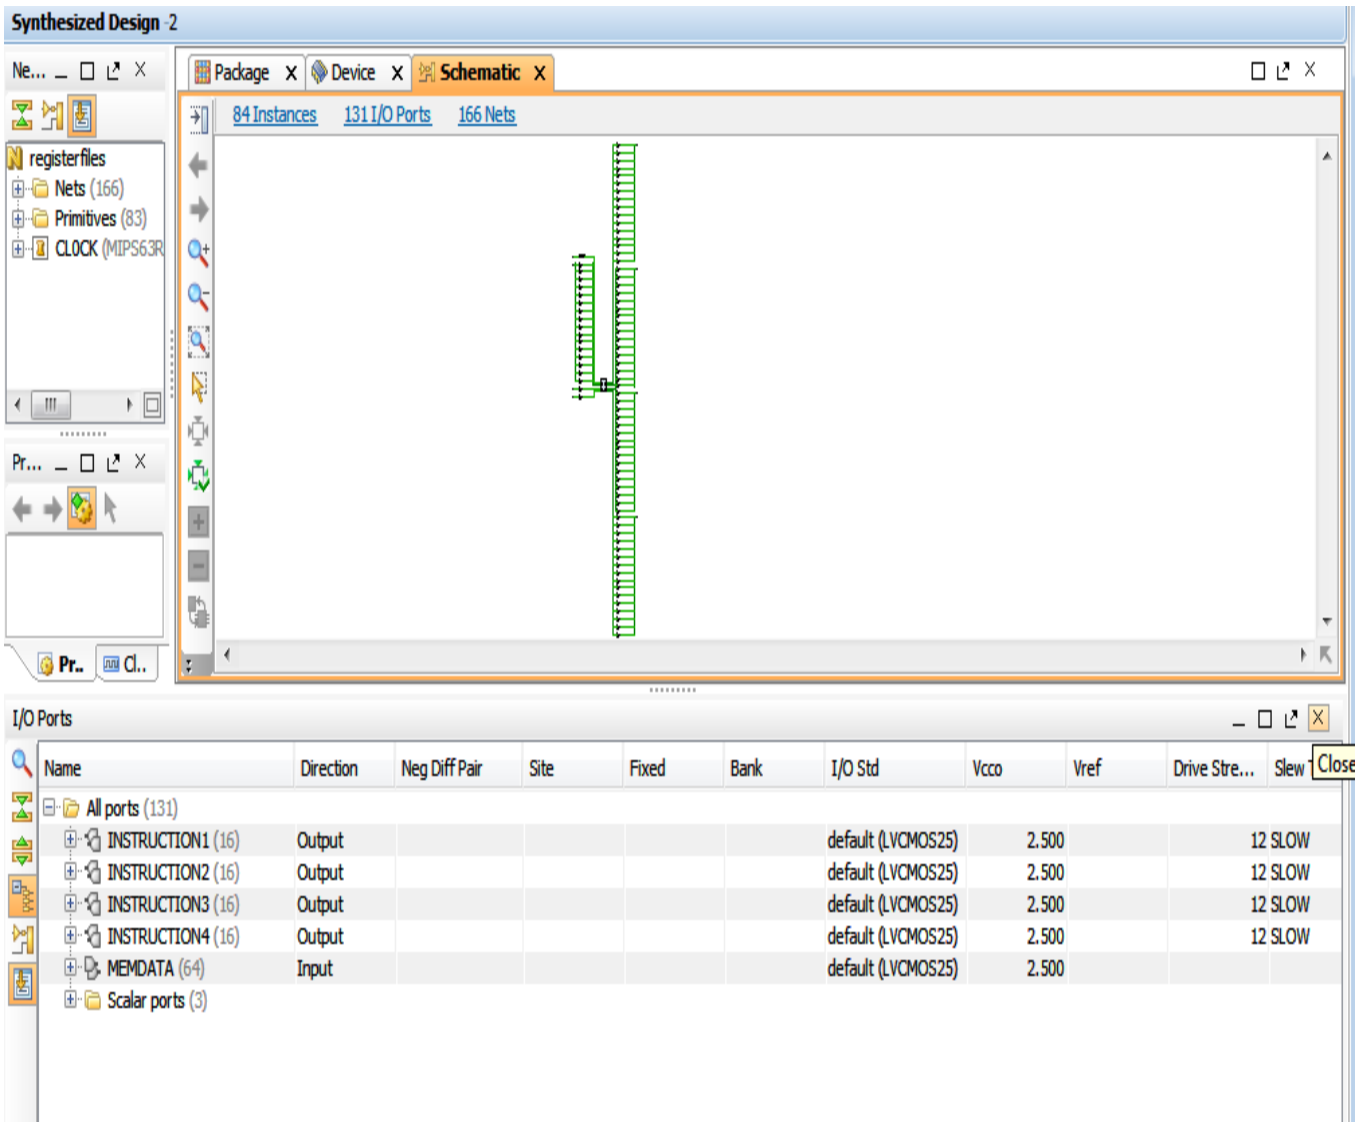 Synthesized Design -2
Ne...
Package
Device
Schematic
84 Instances 131 I/O Ports 166 Nets
registerfiles
Nets (166)
Primitives (83)
CLOCK (MIPS63R
Pr...
Pr.. Cl..
I/O Ports
Name Direction Neg Diff Pair Site Fixed Bank I/O Std Vcco Vref Drive Stre... Slew T
Close
All ports (131)
INSTRUCTION1 (16) Output default (LVCMOS25) 2.500 12 SLOW
INSTRUCTION2 (16) Output default (LVCMOS25) 2.500 12 SLOW
INSTRUCTION3 (16) Output default (LVCMOS25) 2.500 12 SLOW
INSTRUCTION4 (16) Output default (LVCMOS25) 2.500 12 SLOW
MEMDATA (64) Input default (LVCMOS25) 2.500
Scalar ports (3)